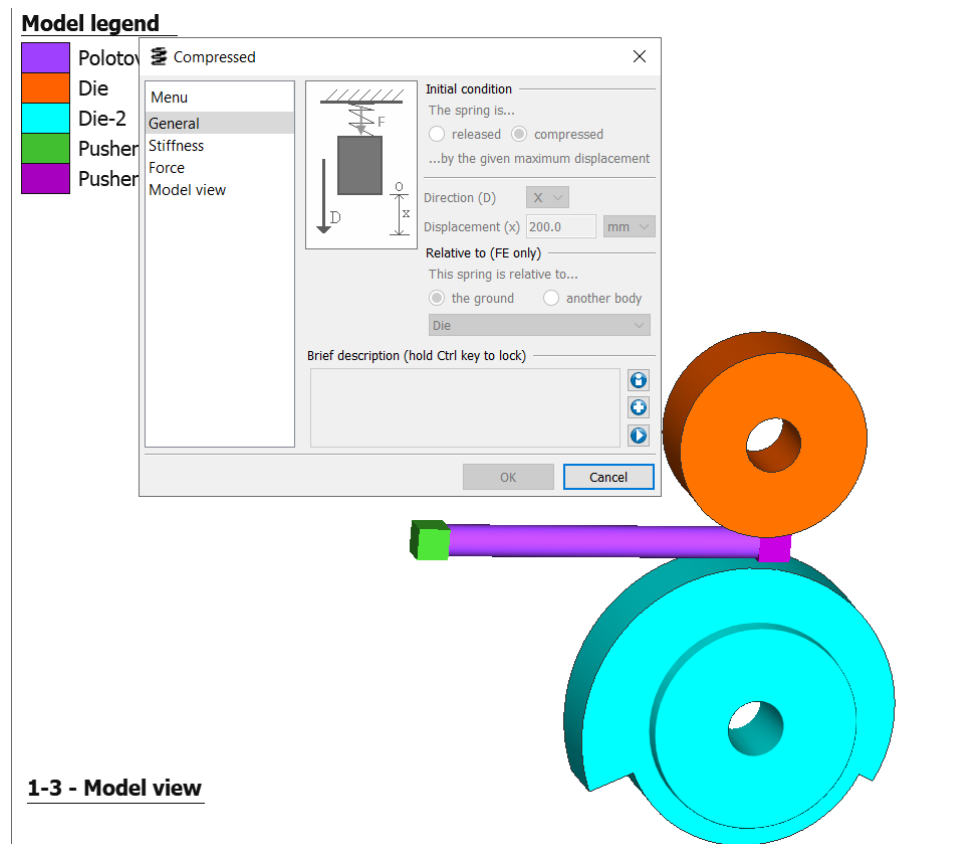 Model legend
Compressed
Die
Die-2
Pusher
Pusher
Menu
General
Stiffness
Force
Model view
F
D
0
x
Initial condition
The spring is...
released
compressed
...by the given maximum displacement
Direction (D)
X
Displacement (x)
200.0
mm
Relative to (FE only)
This spring is relative to...
the ground
another body
Die
Brief description (hold Ctrl key to lock)
OK
Cancel
1-3 - Model view